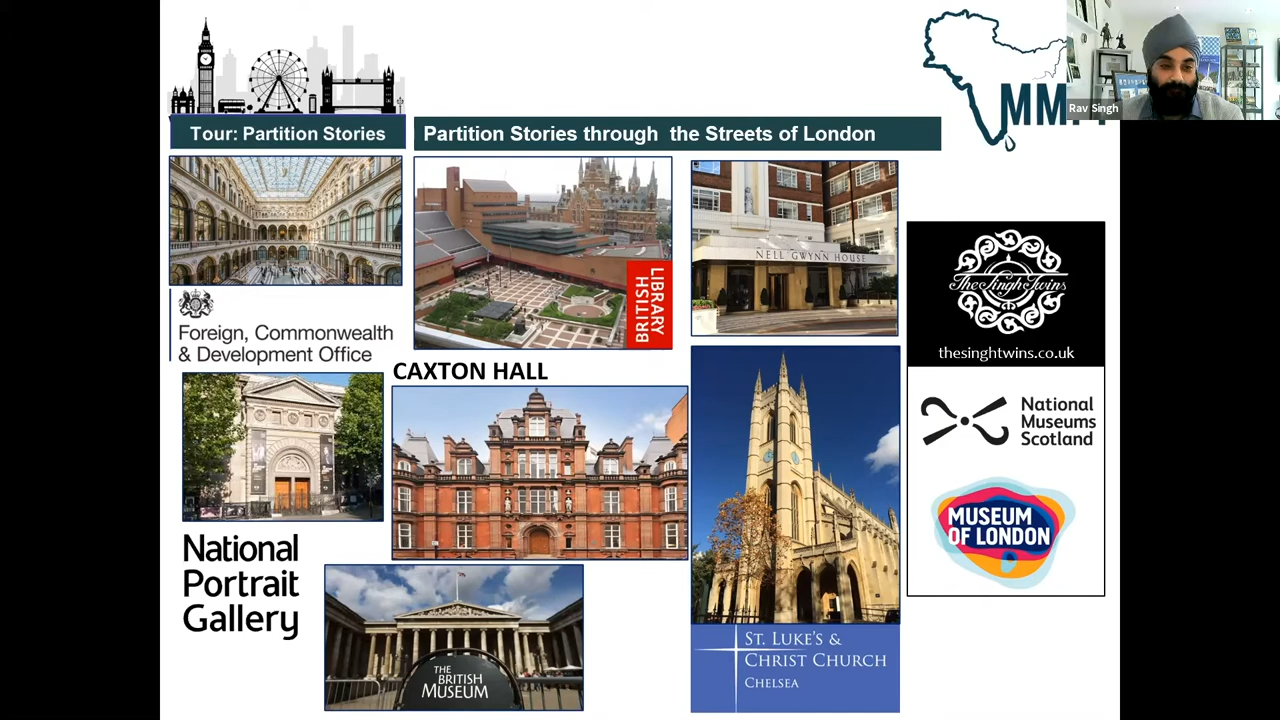 Tour: Partition Stories
Partition Stories through the Streets of London
Rav Singh
Foreign, Commonwealth
& Development Office
BRITISH
LIBRARY
NELL GWYNN HOUSE
The Singh Twins
thesinghtwins.co.uk
CAXTON HALL
National
Museums
Scotland
MUSEUM
OF LONDON
National
Portrait
Gallery
THE
BRITISH
MUSEUM
ST. LUKE'S &
CHRIST CHURCH
CHELSEA